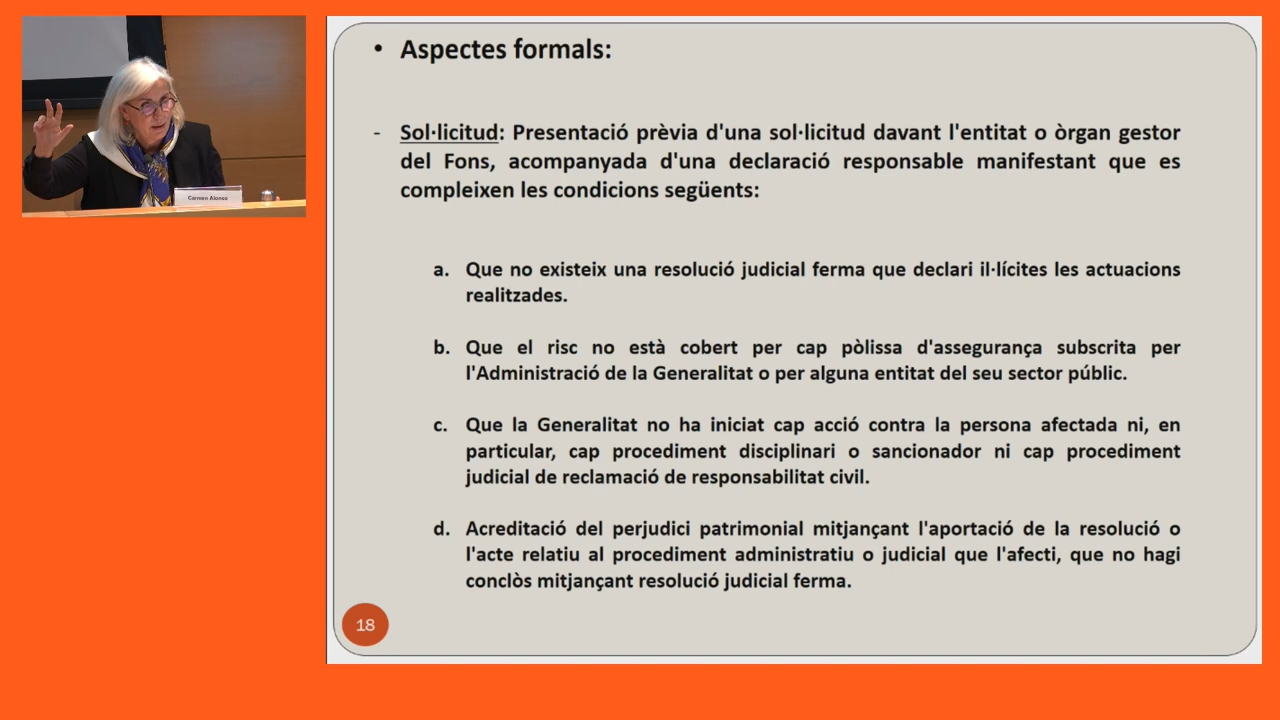 Carmen Alonso
• Aspectes formals:
- Sol·licitud: Presentació prèvia d'una sol·licitud davant l'entitat o òrgan gestor
del Fons, acompanyada d'una declaració responsable manifestant que es
compleixen les condicions següents:
a. Que no existeix una resolució judicial ferma que declari il·lícites les actuacions
realitzades.
b. Que el risc no està cobert per cap pòlissa d'assegurança subscrita per
l'Administració de la Generalitat o per alguna entitat del seu sector públic.
c. Que la Generalitat no ha iniciat cap acció contra la persona afectada ni, en
particular, cap procediment disciplinari o sancionador ni cap procediment
judicial de reclamació de responsabilitat civil.
d. Acreditació del perjudici patrimonial mitjançant l'aportació de la resolució o
l'acte relatiu al procediment administratiu o judicial que l'afecti, que no hagi
conclòs mitjançant resolució judicial ferma.
18